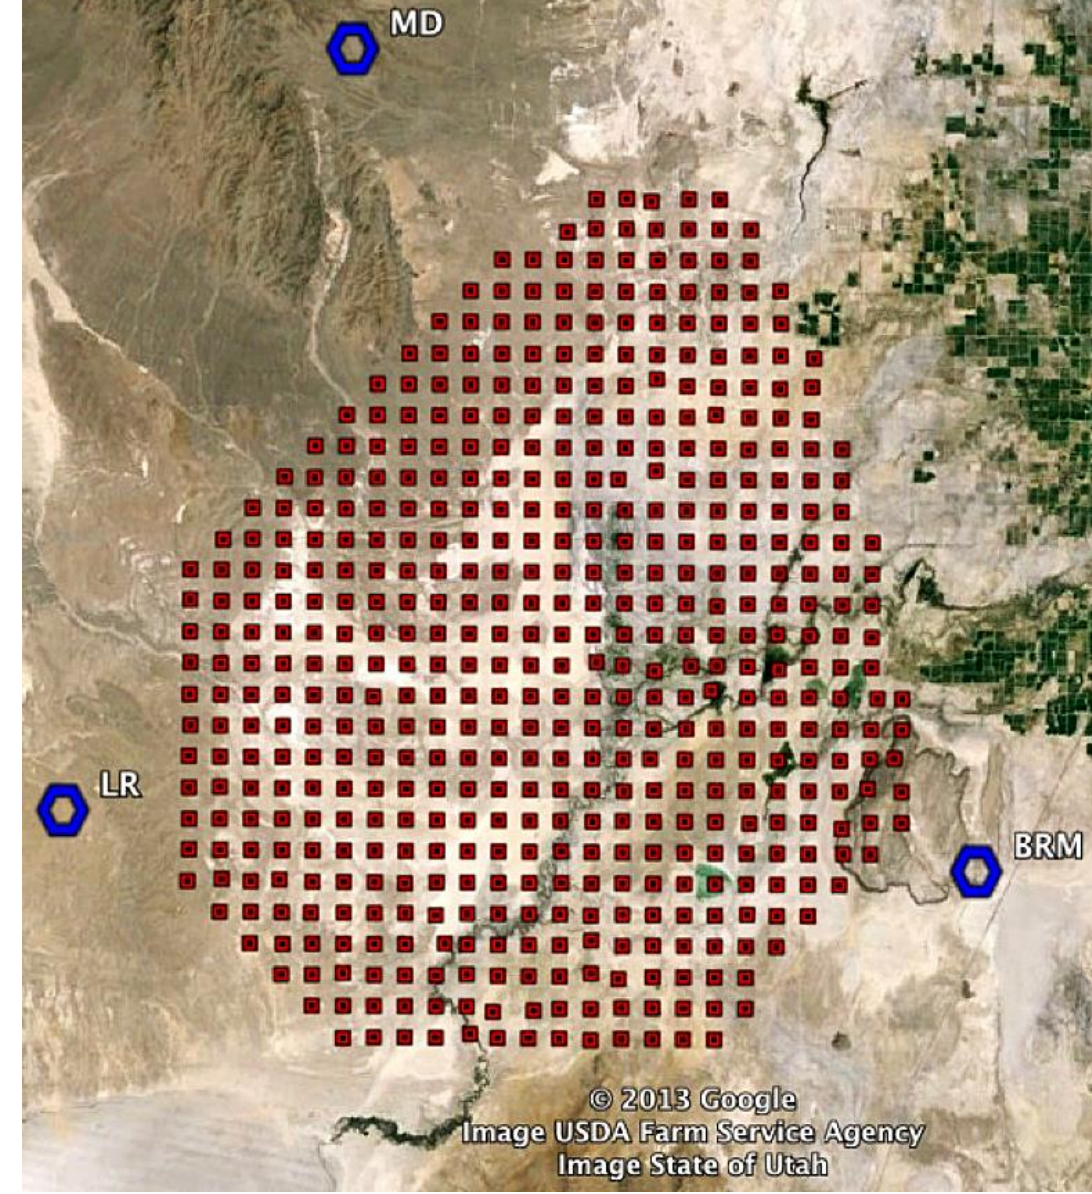 MD
LR
BRM
© 2013 Google
Image USDA Farm Service Agency
Image State of Utah